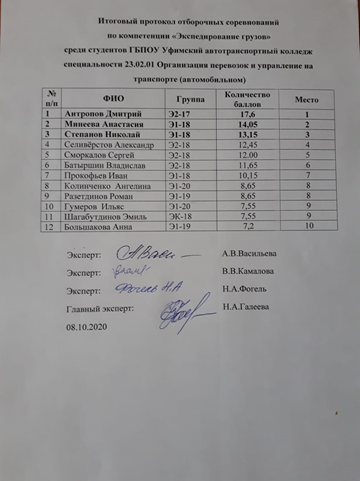 Итоговый протокол отборочных соревнований
по компетенции «Экспедирование грузов»
среди студентов ГБПОУ Уфимский автотранспортный колледж
специальности 23.02.01 Организация перевозок и управление на
транспорте (автомобильном)
№ п/п ФИО Группа Количество баллов Место
1 Антропов Дмитрий Э2-17 17,6 1
2 Минеева Анастасия Э1-18 14,05 2
3 Степанов Николай Э1-18 13,15 3
4 Селивёрстов Александр Э2-18 12,45 4
5 Сморкалов Сергей Э2-18 12.00 5
6 Батыршин Владислав Э2-18 11,65 6
7 Прокофьев Иван Э1-18 10,15 7
8 Колинченко Ангелина Э1-20 8,65 8
9 Разетдинов Роман Э1-19 8,65 8
10 Гумеров Ильяс Э1-20 7,55 9
11 Шагабутдинов Эмиль ЭК-18 7,55 9
12 Большакова Анна Э1-19 7,2 10
Эксперт: А.В.Васильева
Эксперт: В.В.Камалова
Эксперт: Фогель Н.А Н.А.Фогель
Главный эксперт: Н.А.Галеева
08.10.2020